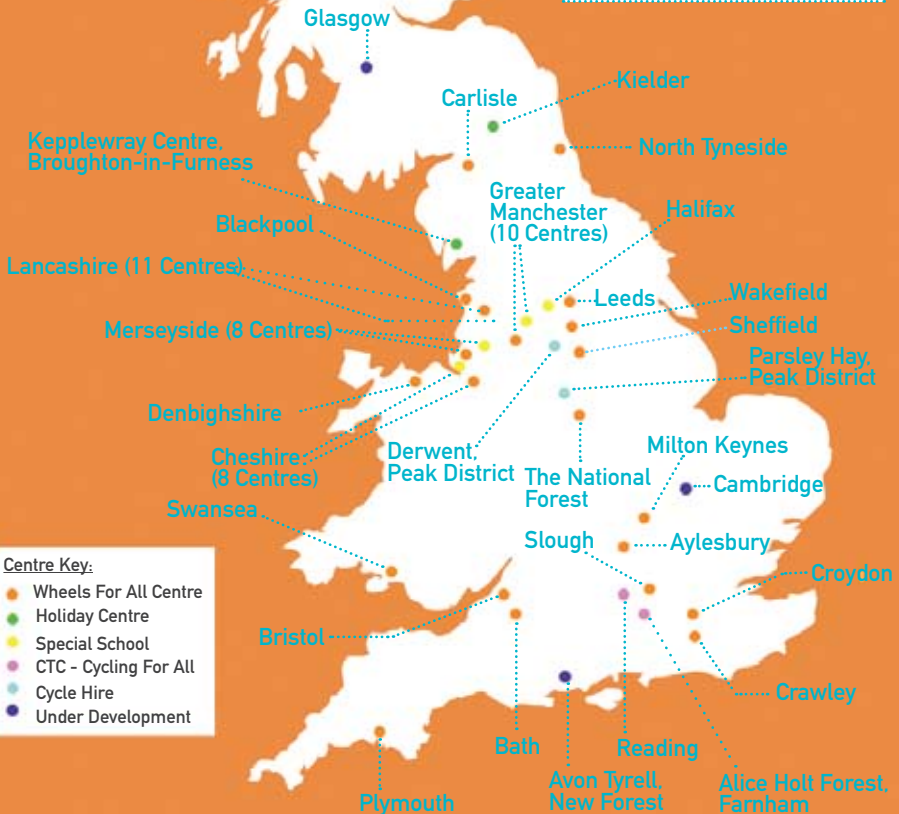 Glasgow
Kielder
Carlisle
Kepplewray Centre,
Broughton-in-Furness
North Tyneside
Greater
Manchester
(10 Centres)
Halifax
Blackpool
Lancashire (11 Centres)
Leeds
Wakefield
Merseyside (8 Centres)
Sheffield
Parsley Hay,
Peak District
Denbighshire
Cheshire
(8 Centres)
Derwent,
Peak District
The National
Forest
Milton Keynes
Cambridge
Swansea
Slough
Aylesbury
Croydon
Centre Key:
Wheels For All Centre
Holiday Centre
Special School
CTC - Cycling For All
Cycle Hire
Under Development
Bristol
Crawley
Bath
Reading
Avon Tyrell,
New Forest
Alice Holt Forest,
Farnham
Plymouth